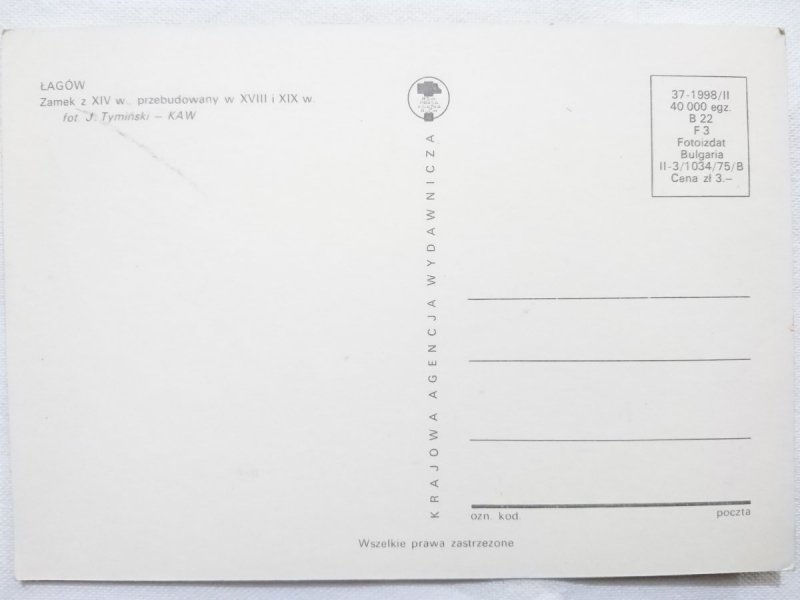 ŁAGÓW
Zamek z XIV w., przebudowany w XVIII i XIX w.
fot J. Tymiński — KAW
KRAJOWA AGENCJA WYDAWNICZA
37-1998/II
40 000 egz.
B 22
F 3
Fotoizdat
Bulgaria
II-3/1034/75/B
Cena zł 3.—
ozn. kod.
poczta
Wszelkie prawa zastrzeżone